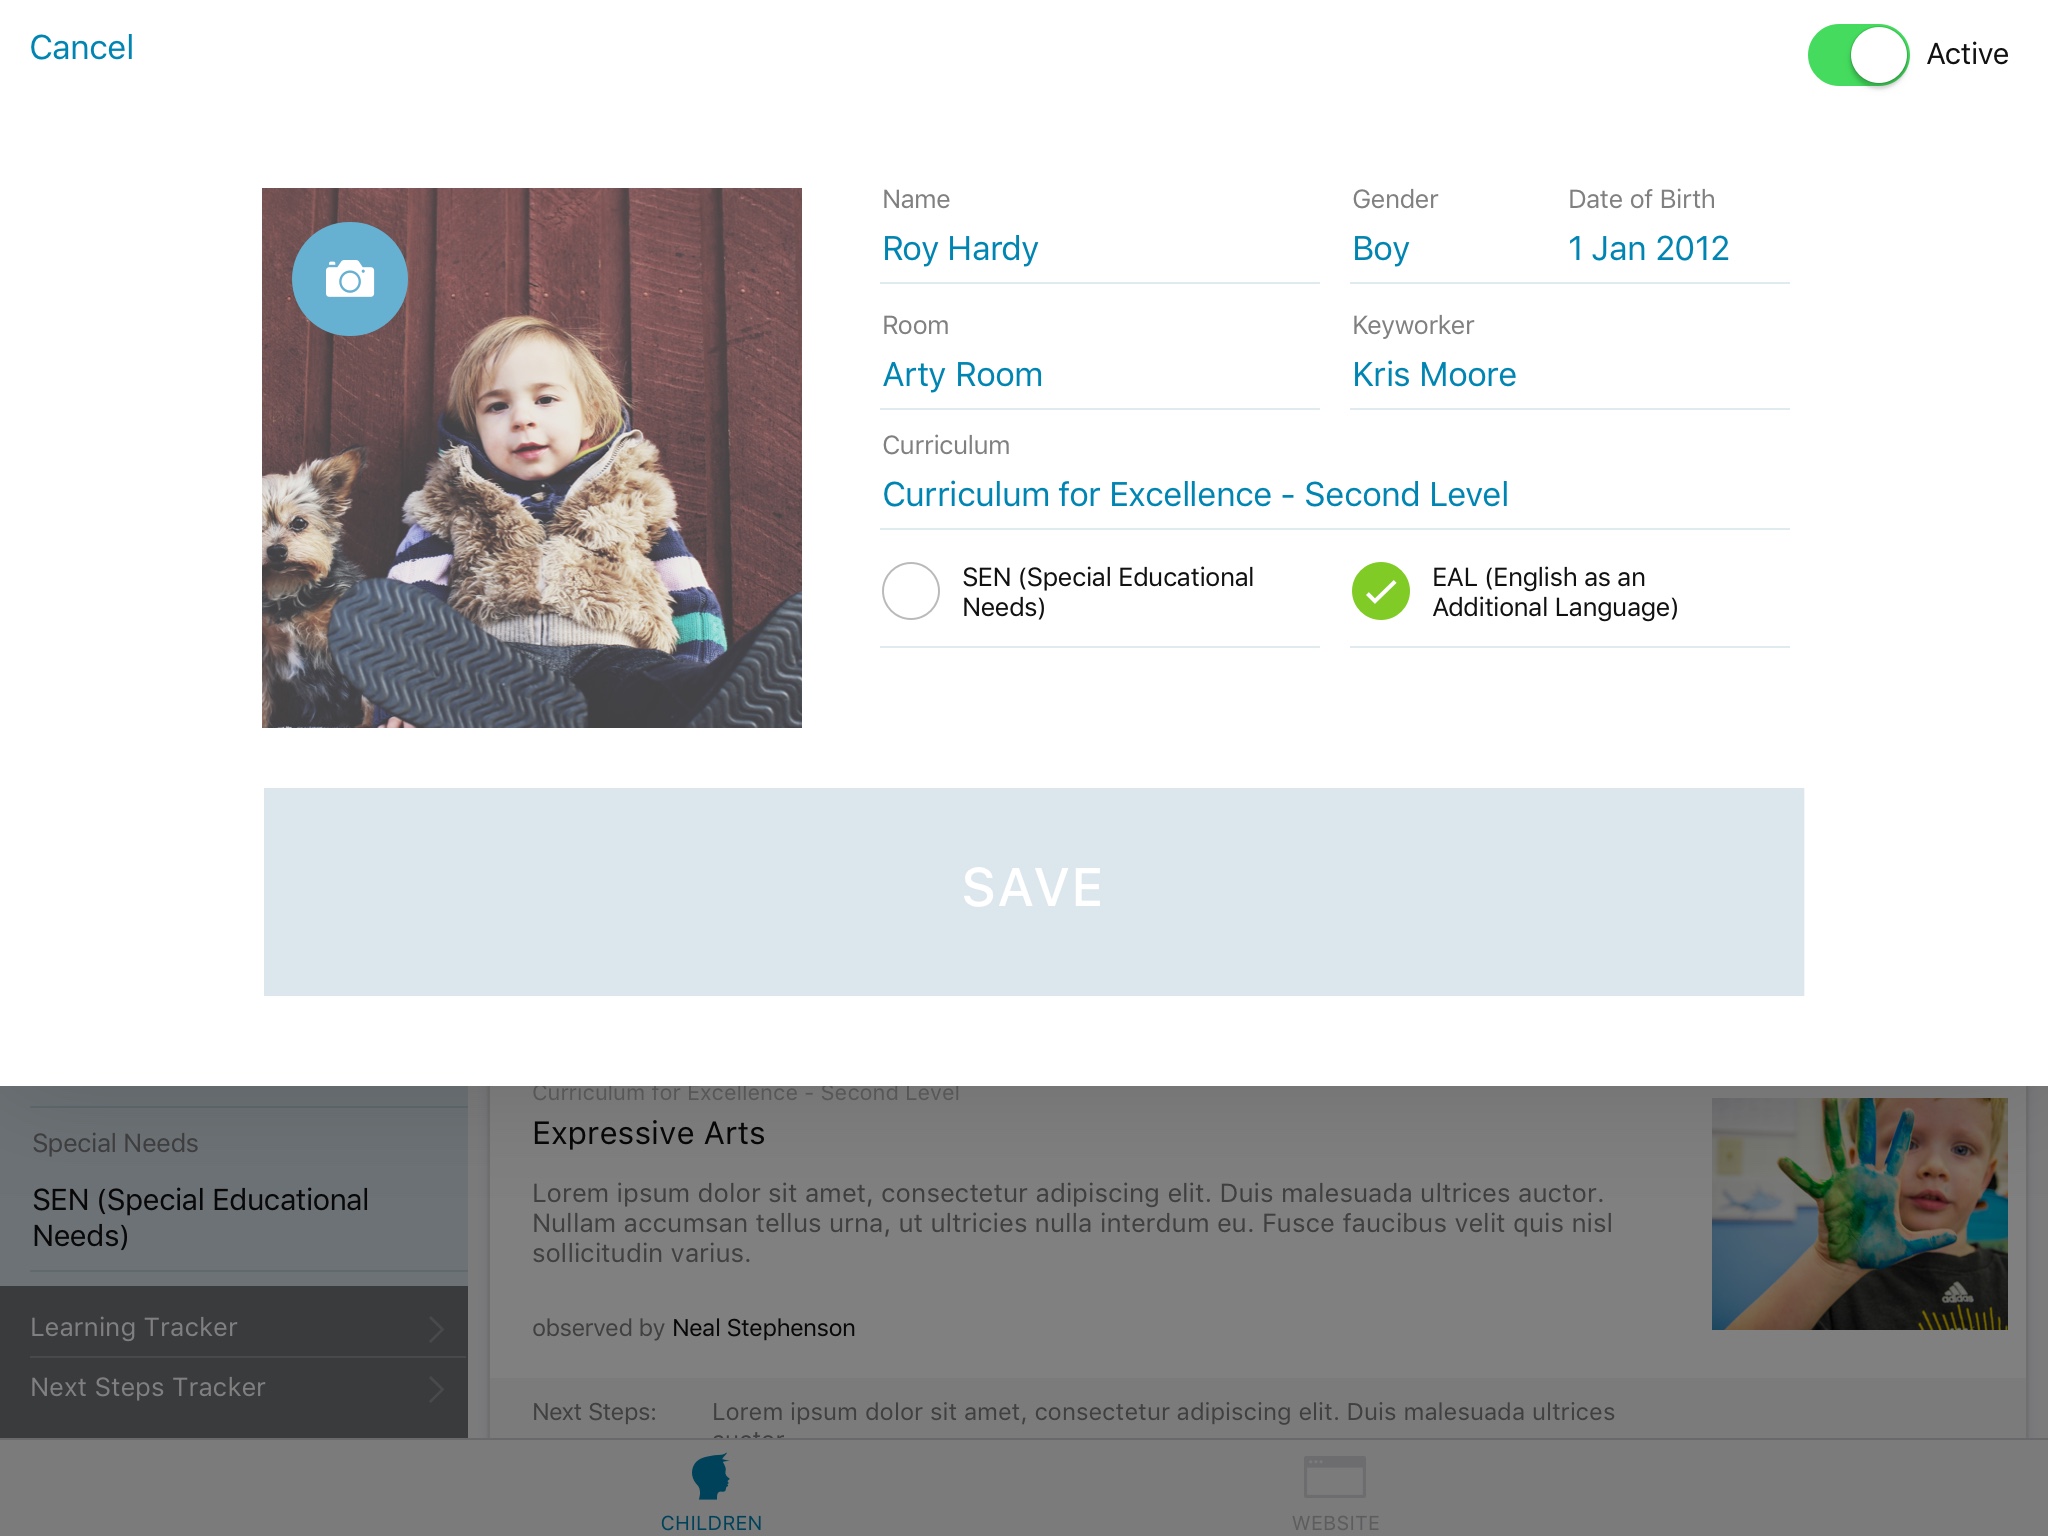 Cancel
Active
Name
Gender
Date of Birth
Roy Hardy
Boy
1 Jan 2012
Room
Keyworker
Arty Room
Kris Moore
Curriculum
Curriculum for Excellence - Second Level
SEN (Special Educational
Needs)
EAL (English as an
Additional Language)
SAVE
Curriculum for Excellence - Second Level
Special Needs
SEN (Special Educational
Needs)
Learning Tracker
Next Steps Tracker
Expressive Arts
Lorem ipsum dolor sit amet, consectetur adipiscing elit. Duis malesuada ultrices auctor.
Nullam accumsan tellus urna, ut ultricies nulla interdum eu. Fusce faucibus velit quis nisl
sollicitudin varius.
observed by Neal Stephenson
adidas
Next Steps:
Lorem ipsum dolor sit amet, consectetur adipiscing elit. Duis malesuada ultrices
auctor.
CHILDREN
WEBSITE